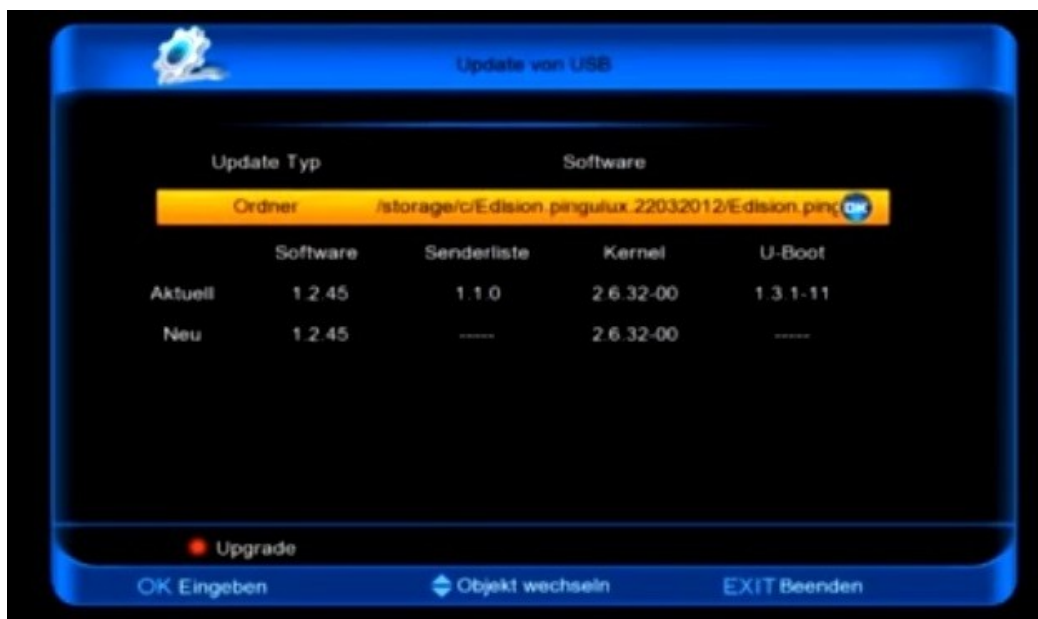 Update von USB
Update Typ Software
Ordner /storage/c/Edision.pingulux.22032012/Edision.ping OK
Software Senderliste Kernel U-Boot
Aktuell 1.2.45 1.1.0 2.6.32-00 1.3.1-11
Neu 1.2.45 ----- 2.6.32-00 -----
Upgrade
OK Eingeben Objekt wechseln EXIT Beenden